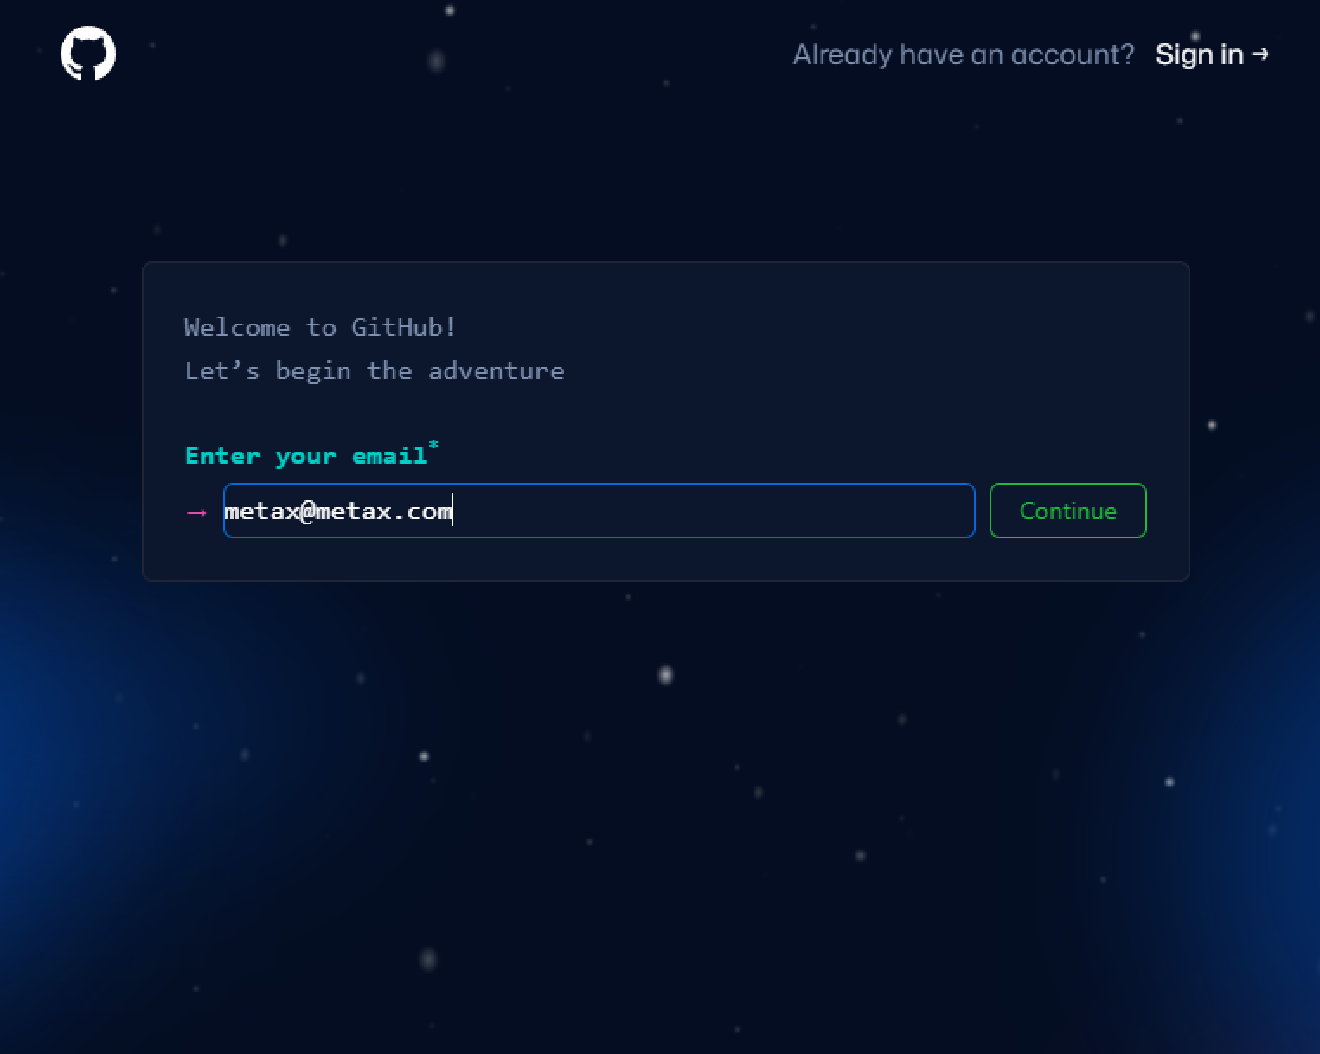 Already have an account? Sign in →
Welcome to GitHub!
Let’s begin the adventure
Enter your email*
→ metax@metax.com Continue